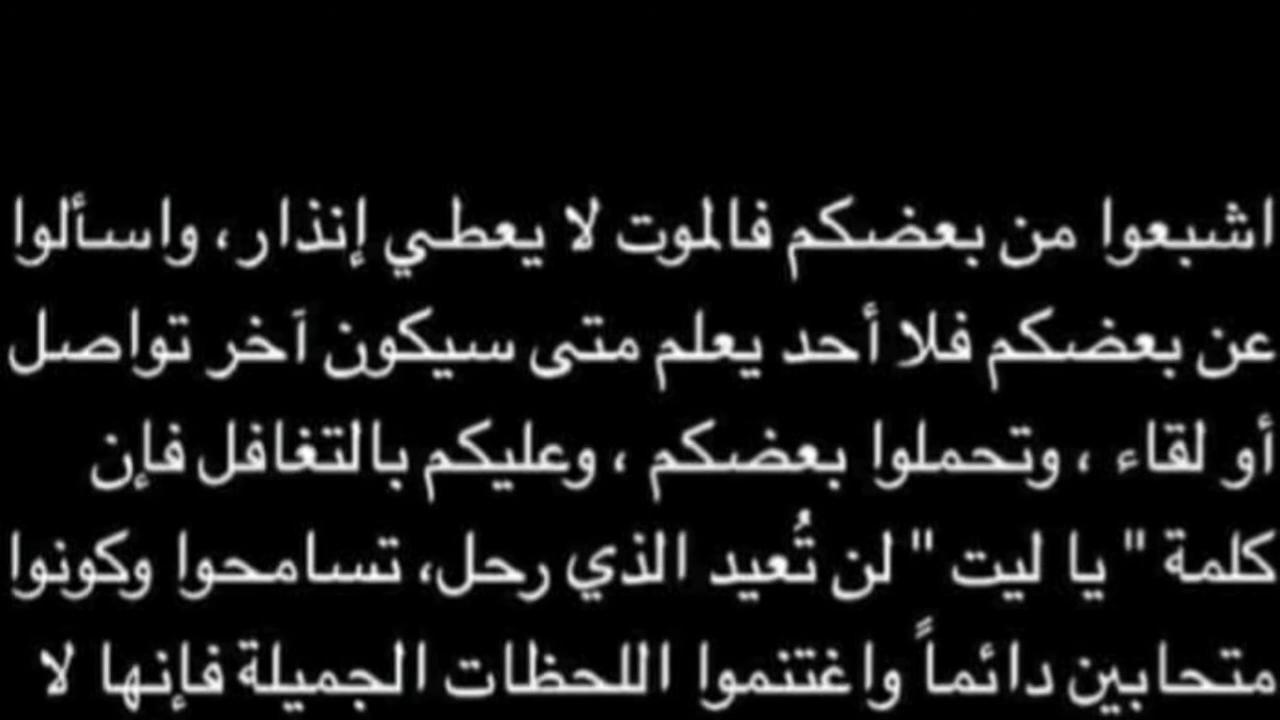 اشبعوا من بعضكم فالموت لا يعطي إنذار، واسألوا
عن بعضكم فلا أحد يعلم متى سيكون آخر تواصل
أو لقاء ، وتحملوا بعضكم ، وعليكم بالتغافل فإن
كلمة " يا ليت " لن تُعيد الذي رحل، تسامحوا وكونوا
متحابين دائماً واغتنموا اللحظات الجميلة فإنها لا